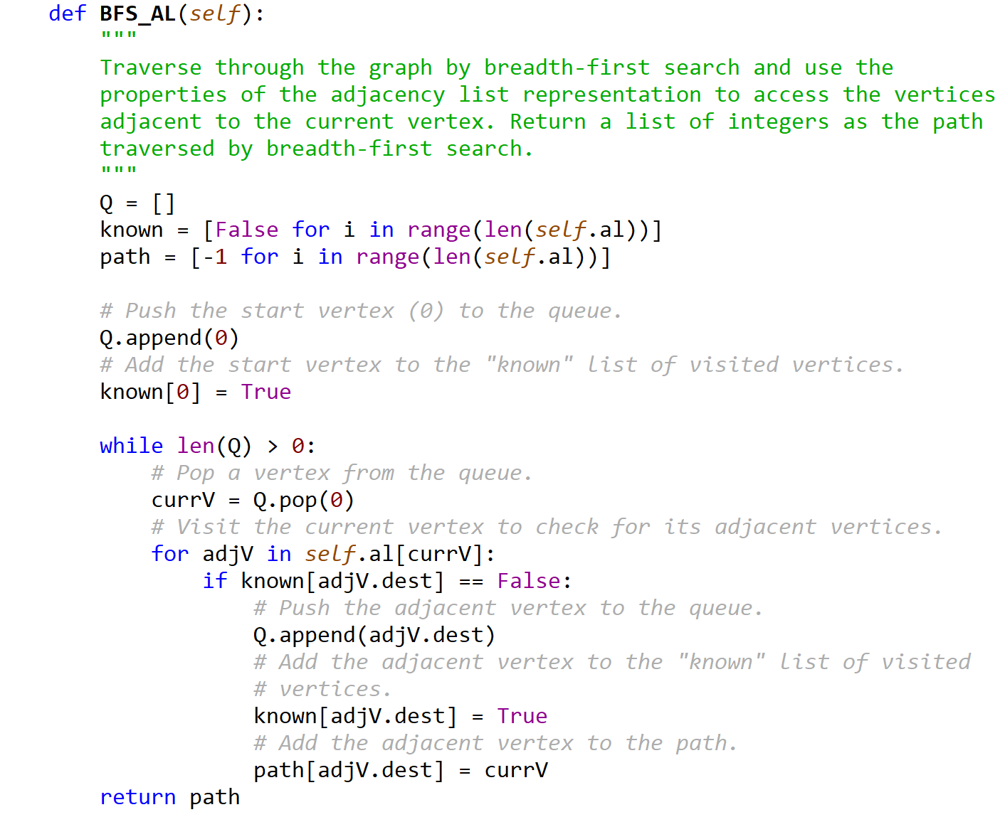 def BFS_AL(self):
    """
    Traverse through the graph by breadth-first search and use the
    properties of the adjacency list representation to access the vertices
    adjacent to the current vertex. Return a list of integers as the path
    traversed by breadth-first search.
    """
    Q = []
    known = [False for i in range(len(self.al))]
    path = [-1 for i in range(len(self.al))]

    # Push the start vertex (0) to the queue.
    Q.append(0)
    # Add the start vertex to the "known" list of visited vertices.
    known[0] = True

    while len(Q) > 0:
        # Pop a vertex from the queue.
        currV = Q.pop(0)
        # Visit the current vertex to check for its adjacent vertices.
        for adjV in self.al[currV]:
            if known[adjV.dest] == False:
                # Push the adjacent vertex to the queue.
                Q.append(adjV.dest)
                # Add the adjacent vertex to the "known" list of visited
                # vertices.
                known[adjV.dest] = True
                # Add the adjacent vertex to the path.
                path[adjV.dest] = currV
    return path